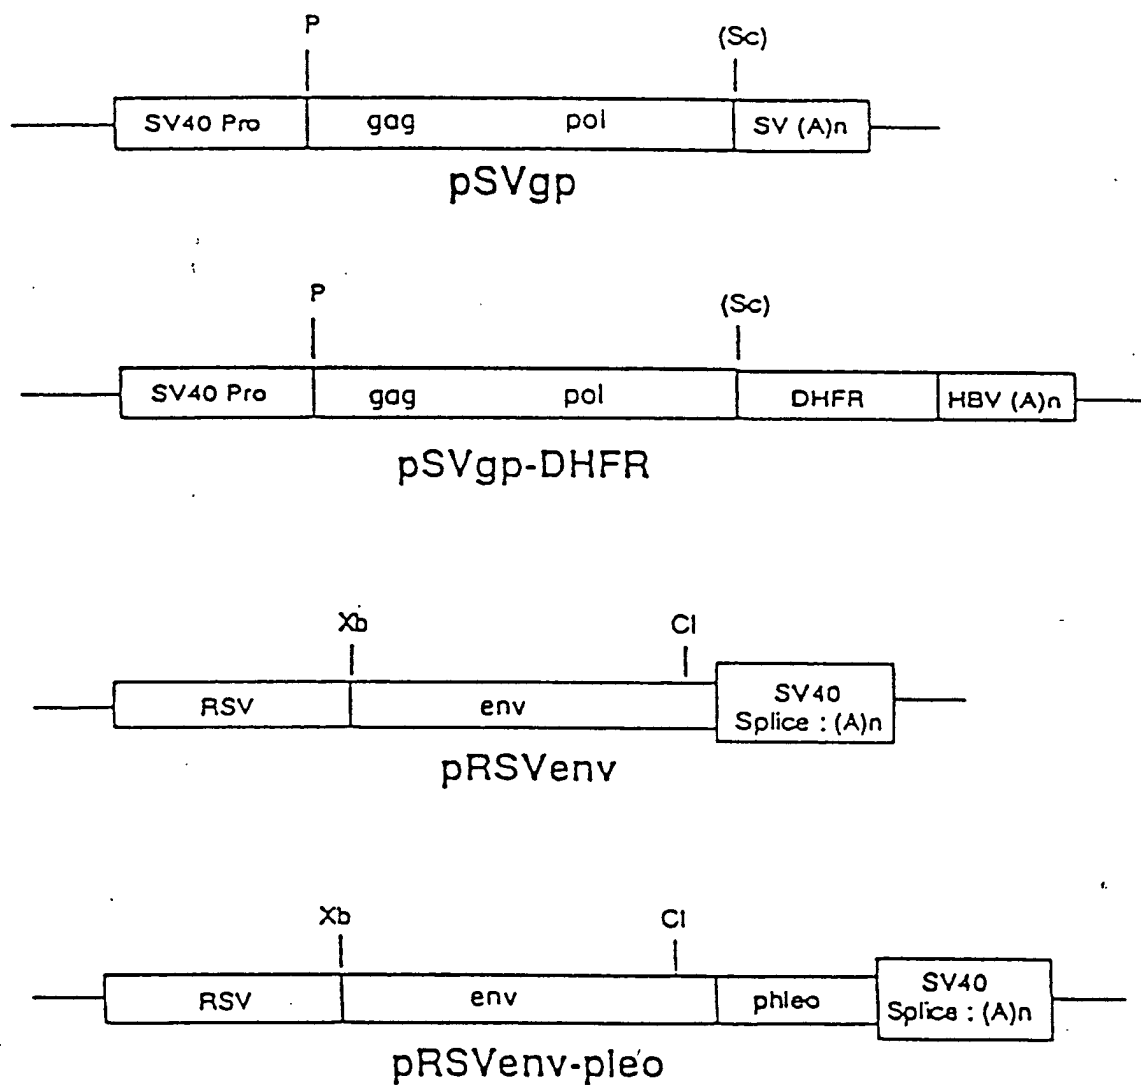 P (Sc)
SV40 Pro gag pol SV (A)n
pSVgp
P (Sc)
SV40 Pro gag pol DHFR HBV (A)n
pSVgp-DHFR
Xb Cl
RSV env SV40
Splice : (A)n
pRSVenv
Xb Cl
RSV env phleo SV40
Splice : (A)n
pRSVenv-pleo